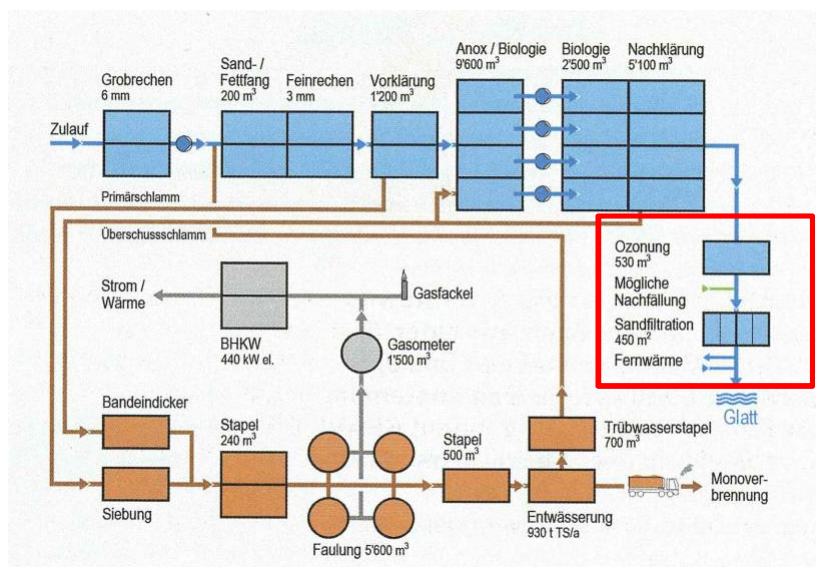 Grobrechen
6 mm
Sand- /
Fettfang
200 m³
Feinrechen
3 mm
Vorklärung
1'200 m³
Anox / Biologie
9'600 m³
Biologie
2'500 m³
Nachklärung
5'100 m³
Zulauf
Primärschlamm
Überschussschlamm
Ozonung
530 m³
Mögliche
Nachfällung
Sandfiltration
450 m²
Fernwärme
Glatt
Strom /
Wärme
Gasfackel
BHKW
440 kW el.
Gasometer
1'500 m³
Bandeindicker
Stapel
240 m³
Stapel
500 m³
Trübwasserstapel
700 m³
Siebung
Faulung 5'600 m³
Entwässerung
930 t TS/a
Monover-
brennung